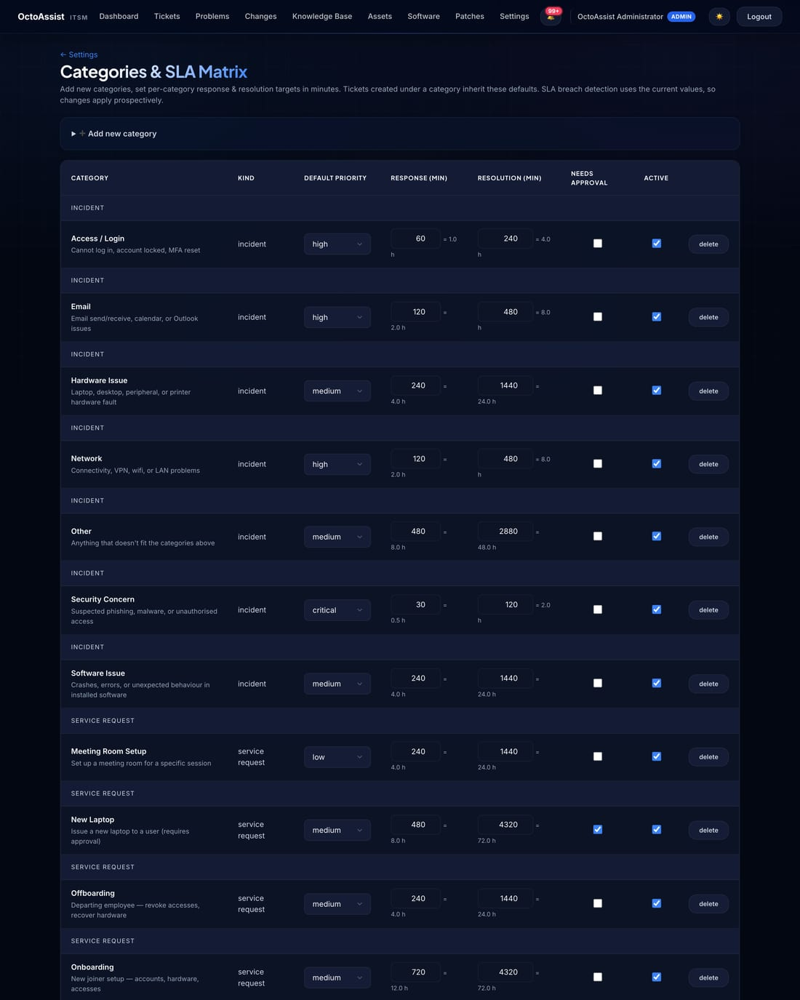 OctoAssist ITSM Dashboard Tickets Problems Changes Knowledge Base Assets Software Patches Settings 99+ OctoAssist Administrator ADMIN Logout
← Settings
Categories & SLA Matrix
Add new categories, set per-category response & resolution targets in minutes. Tickets created under a category inherit these defaults. SLA breach detection uses the current values, so
changes apply prospectively.
Add new category
CATEGORY KIND DEFAULT PRIORITY RESPONSE (MIN) RESOLUTION (MIN) NEEDS APPROVAL ACTIVE
INCIDENT
Access / Login
Cannot log in, account locked, MFA reset
incident
high
60 = 1.0
h
240 = 4.0
h
delete
INCIDENT
Email
Email send/receive, calendar, or Outlook
issues
incident
high
120 =
2.0 h
480 = 8.0
h
delete
INCIDENT
Hardware Issue
Laptop, desktop, peripheral, or printer
hardware fault
incident
medium
240 =
4.0 h
1440 =
24.0 h
delete
INCIDENT
Network
Connectivity, VPN, wifi, or LAN problems
incident
high
120 =
2.0 h
480 = 8.0
h
delete
INCIDENT
Other
Anything that doesn't fit the categories above
incident
medium
480 =
8.0 h
2880 =
48.0 h
delete
INCIDENT
Security Concern
Suspected phishing, malware, or unauthorised
access
incident
critical
30 =
0.5 h
120 = 2.0
h
delete
INCIDENT
Software Issue
Crashes, errors, or unexpected behaviour in
installed software
incident
medium
240 =
4.0 h
1440 =
24.0 h
delete
SERVICE REQUEST
Meeting Room Setup
Set up a meeting room for a specific session
service
request
low
240 =
4.0 h
1440 =
24.0 h
delete
SERVICE REQUEST
New Laptop
Issue a new laptop to a user (requires
approval)
service
request
medium
480 =
8.0 h
4320 =
72.0 h
delete
SERVICE REQUEST
Offboarding
Departing employee — revoke accesses,
recover hardware
service
request
medium
240 =
4.0 h
1440 =
24.0 h
delete
SERVICE REQUEST
Onboarding
New joiner setup — accounts, hardware,
accesses
service
request
medium
720 =
12.0 h
4320 =
72.0 h
delete